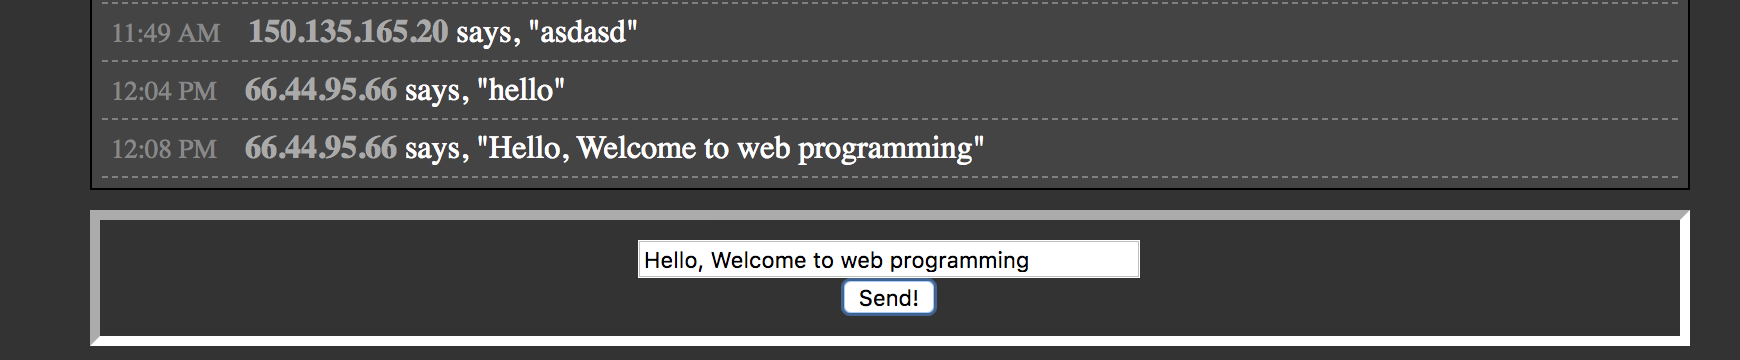 11:49 AM 150.135.165.20 says, "asdasd"
12:04 PM 66.44.95.66 says, "hello"
12:08 PM 66.44.95.66 says, "Hello, Welcome to web programming"
Hello, Welcome to web programming
Send!